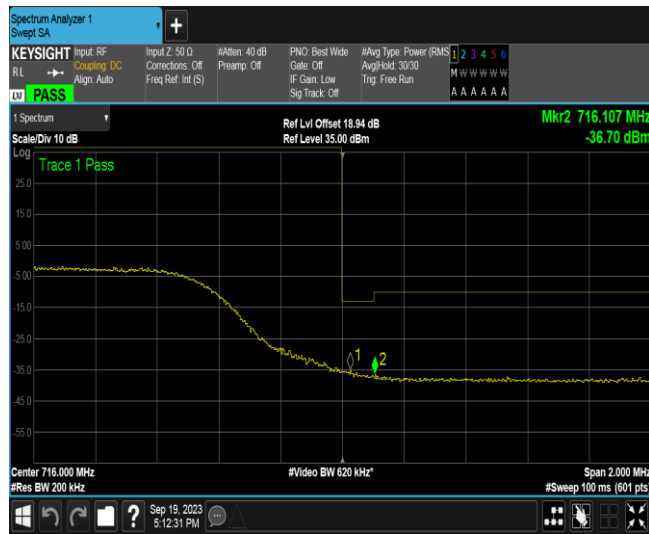 Spectrum Analyzer 1
Swept SA
+
KEYSIGHT
RL
LXI PASS
Input: RF
Coupling: DC
Align: Auto
Input Z: 50 Ω
Corrections: Off
Freq Ref: Int (S)
#Atten: 40 dB
Preamp: Off
PNO: Best Wide
Gate: Off
IF Gain: Low
Sig Track: Off
#Avg Type: Power (RMS
Avg|Hold: 30/30
Trig: Free Run
1 2 3 4 5 6
M W W W W W
A A A A A A
1 Spectrum
Scale/Div 10 dB
Ref Lvl Offset 18.94 dB
Ref Level 35.00 dBm
Mkr2 716.107 MHz
-36.70 dBm
Log
Trace 1 Pass
25.0
15.0
5.00
-5.00
-15.0
-25.0
-35.0
-45.0
-55.0
1
2
Center 716.000 MHz
#Res BW 200 kHz
#Video BW 620 kHz*
Span 2.000 MHz
#Sweep 100 ms (601 pts)
?
Sep 19, 2023
5:12:31 PM